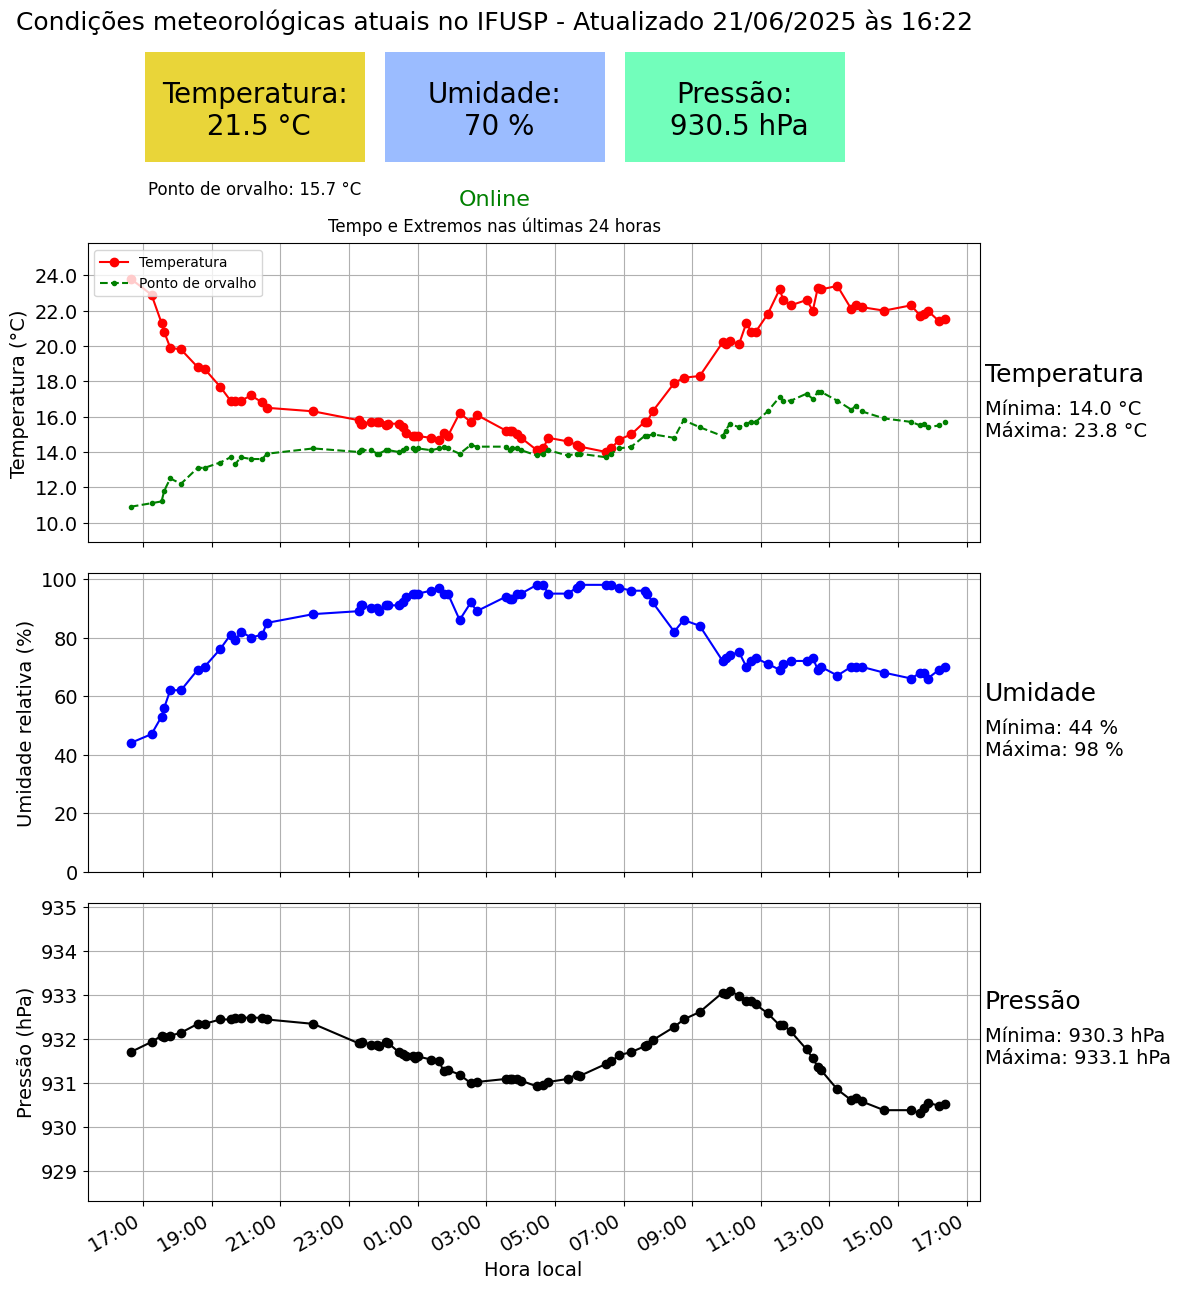 Condições meteorológicas atuais no IFUSP - Atualizado 21/06/2025 às 16:22
Temperatura:
21.5 °C
Umidade:
70 %
Pressão:
930.5 hPa
Ponto de orvalho: 15.7 °C
Online
Tempo e Extremos nas últimas 24 horas
Temperatura
Ponto de orvalho
Temperatura (°C)
24.0
22.0
20.0
18.0
16.0
14.0
12.0
10.0
Temperatura
Mínima: 14.0 °C
Máxima: 23.8 °C
Umidade relativa (%)
100
80
60
40
20
0
Umidade
Mínima: 44 %
Máxima: 98 %
Pressão (hPa)
935
934
933
932
931
930
929
Pressão
Mínima: 930.3 hPa
Máxima: 933.1 hPa
17:00
19:00
21:00
23:00
01:00
03:00
05:00
07:00
09:00
11:00
13:00
15:00
17:00
Hora local